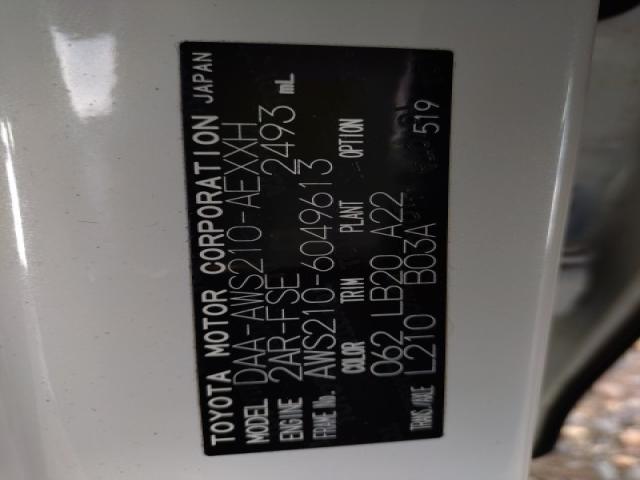 TOYOTA MOTOR CORPORATION JAPAN
MODEL DAA-AWS210-AEXXH
ENGINE 2AR-FSE 2493 mL
FRAME No. AWS210-6049613
COLOR TRIM PLANT OPTION
062 LB20 A22
TRANS/AXLE L210 B03A 519